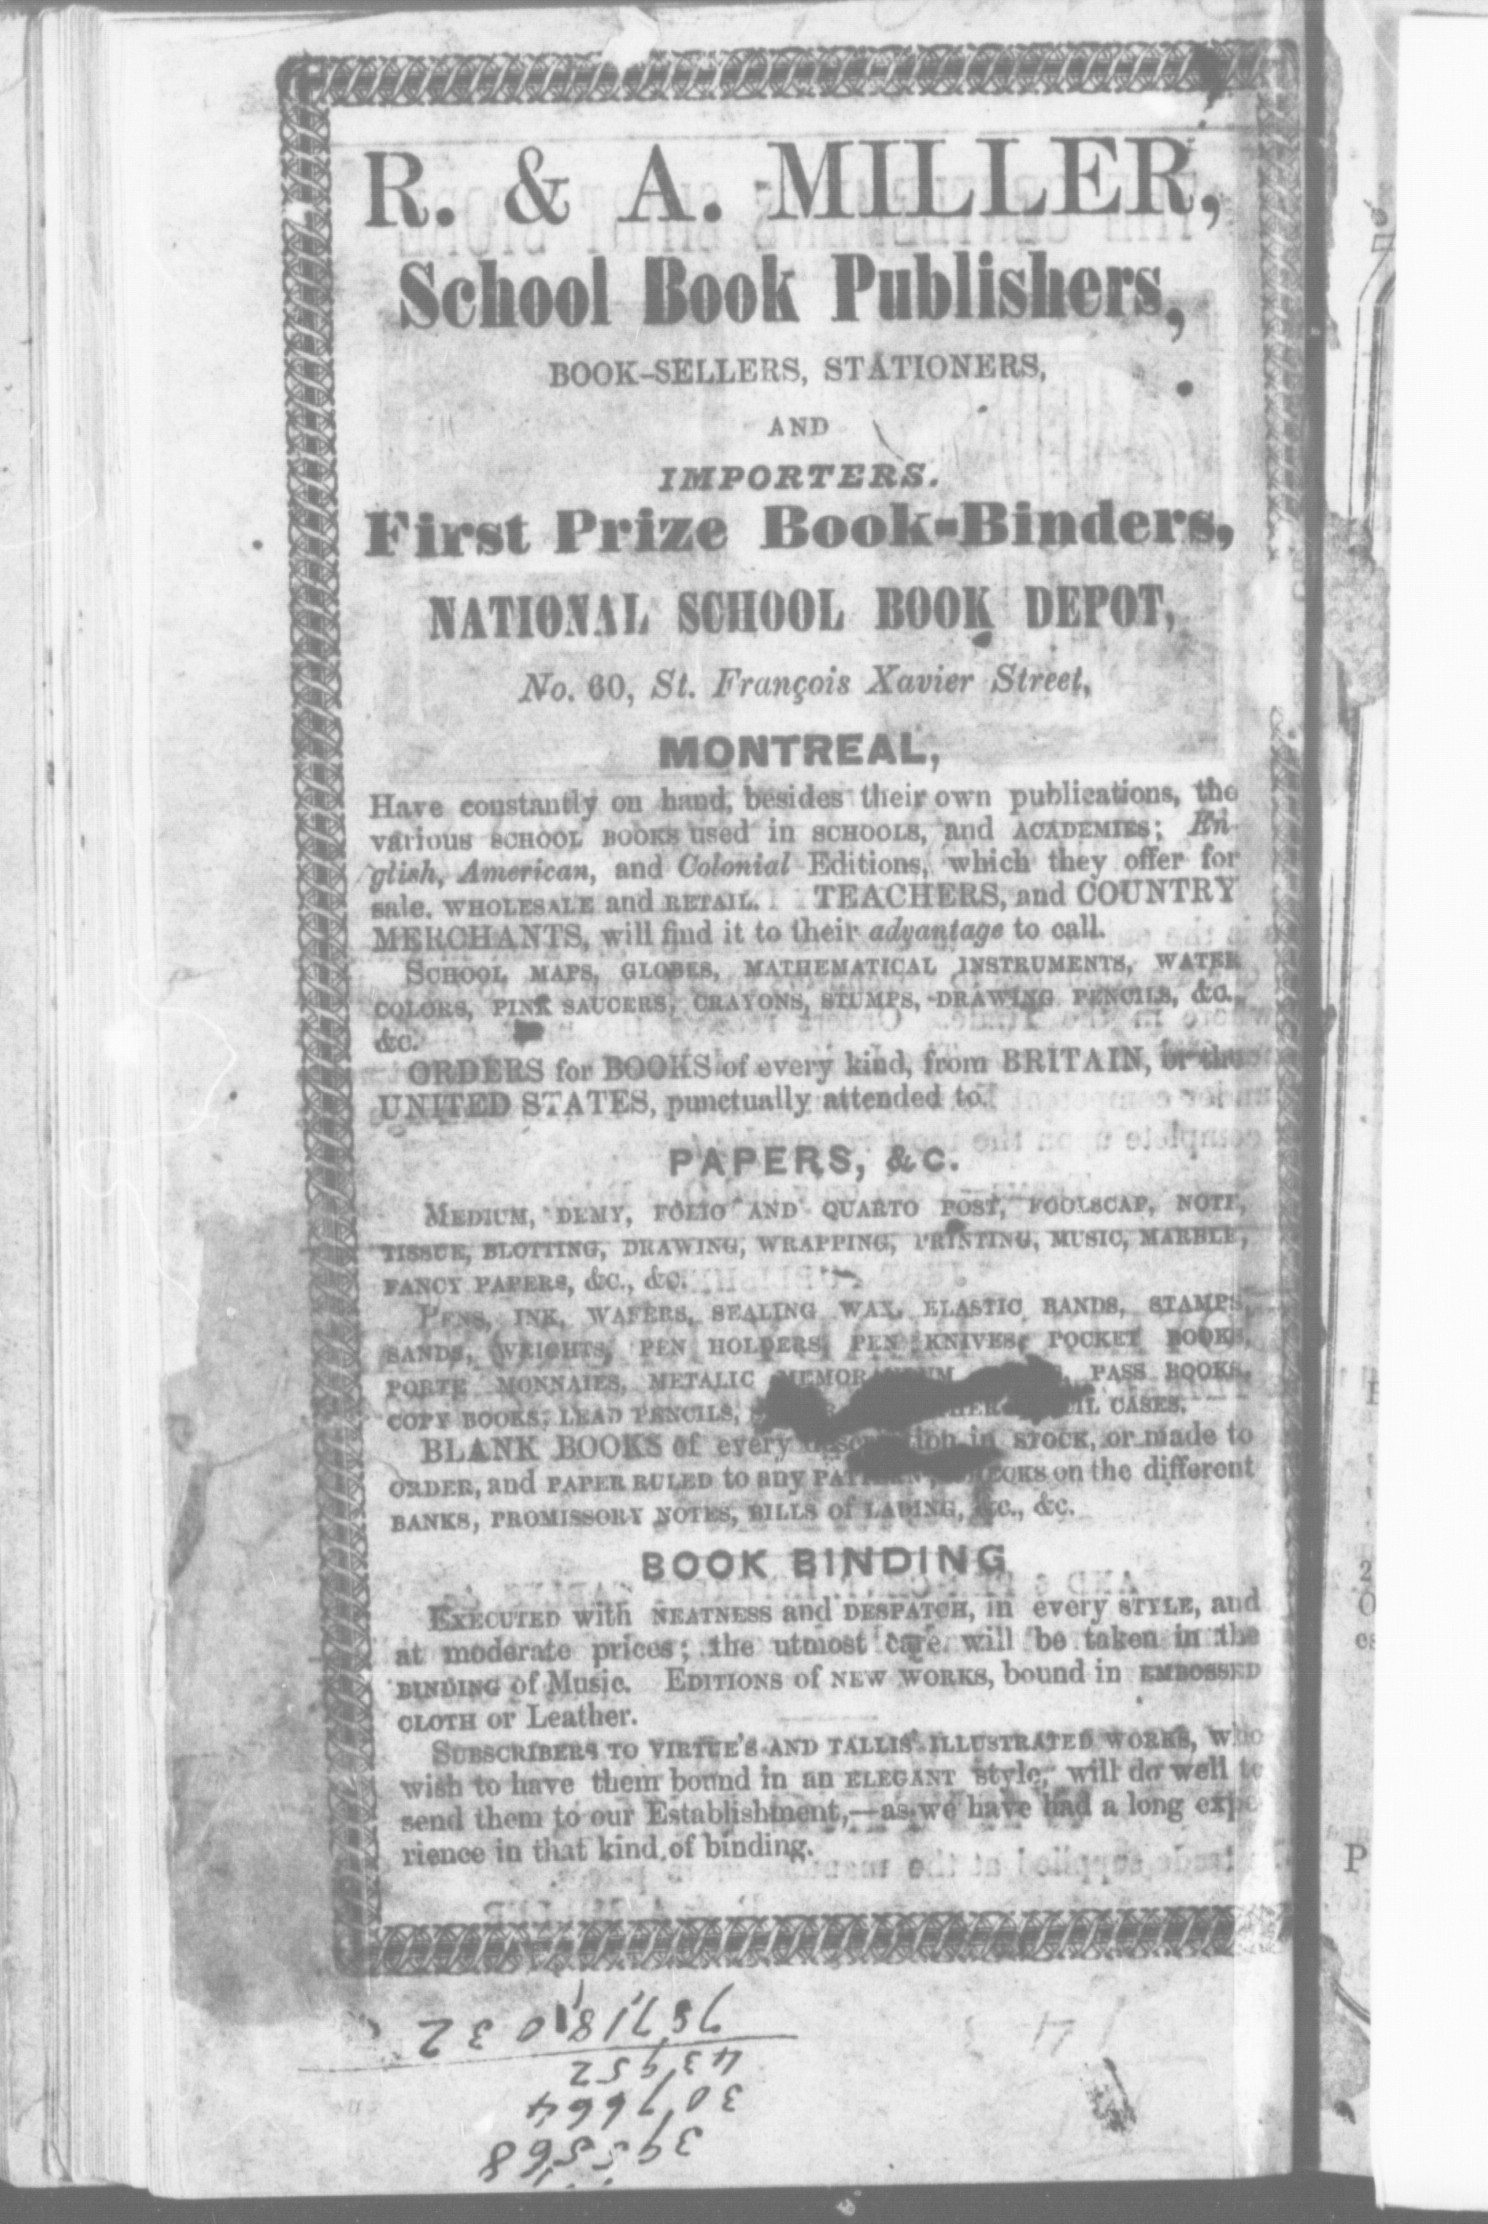 R. & A. MILLER,
School Book Publishers,
BOOK-SELLERS, STATIONERS,
AND
IMPORTERS.
First Prize Book-Binders,
NATIONAL SCHOOL BOOK DEPOT,
No. 60, St. François Xavier Street,
MONTREAL,
Have constantly on hand, besides their own publications, the
various SCHOOL BOOKS used in SCHOOLS, and ACADEMIES; En-
glish, American, and Colonial Editions, which they offer for
sale. WHOLESALE and RETAIL. TEACHERS, and COUNTRY
MERCHANTS, will find it to their advantage to call.
SCHOOL MAPS, GLOBES, MATHEMATICAL INSTRUMENTS, WATER
COLORS, PINK SAUCERS, CRAYONS, STUMPS, DRAWING PENCILS, &C.,
&C.
ORDERS for BOOKS of every kind, from BRITAIN, or the
UNITED STATES, punctually attended to.
PAPERS, &C.
MEDIUM, DEMY, FOLIO AND QUARTO POST, FOOLSCAP, NOTE,
TISSUE, BLOTTING, DRAWING, WRAPPING, PRINTING, MUSIC, MARBLE,
FANCY PAPERS, &C., &C.
PENS, INK, WAFERS, SEALING WAX, ELASTIC BANDS, STAMPS,
SANDS, WEIGHTS, PEN HOLDERS, PEN KNIVES, POCKET BOOKS,
PORTE MONNAIES, METALIC MEMORANDUM PASS BOOKS,
COPY BOOKS, LEAD PENCILS, CASES.
BLANK BOOKS of every description in STOCK, or made to
ORDER, and PAPER RULED to any PATTERN, CHECKS on the different
BANKS, PROMISSORY NOTES, BILLS of LADING, &C., &C.
BOOK BINDING
EXECUTED with NEATNESS and DESPATCH, in every STYLE, and
at moderate prices; the utmost care will be taken in the
BINDING of Music. EDITIONS of NEW WORKS, bound in EMBOSSED
CLOTH or Leather.
SUBSCRIBERS TO VIRTUE'S AND TALLIS' ILLUSTRATED WORKS, who
wish to have them bound in an ELEGANT style, will do well to
send them to our Establishment,—as we have had a long expe-
rience in that kind of binding.